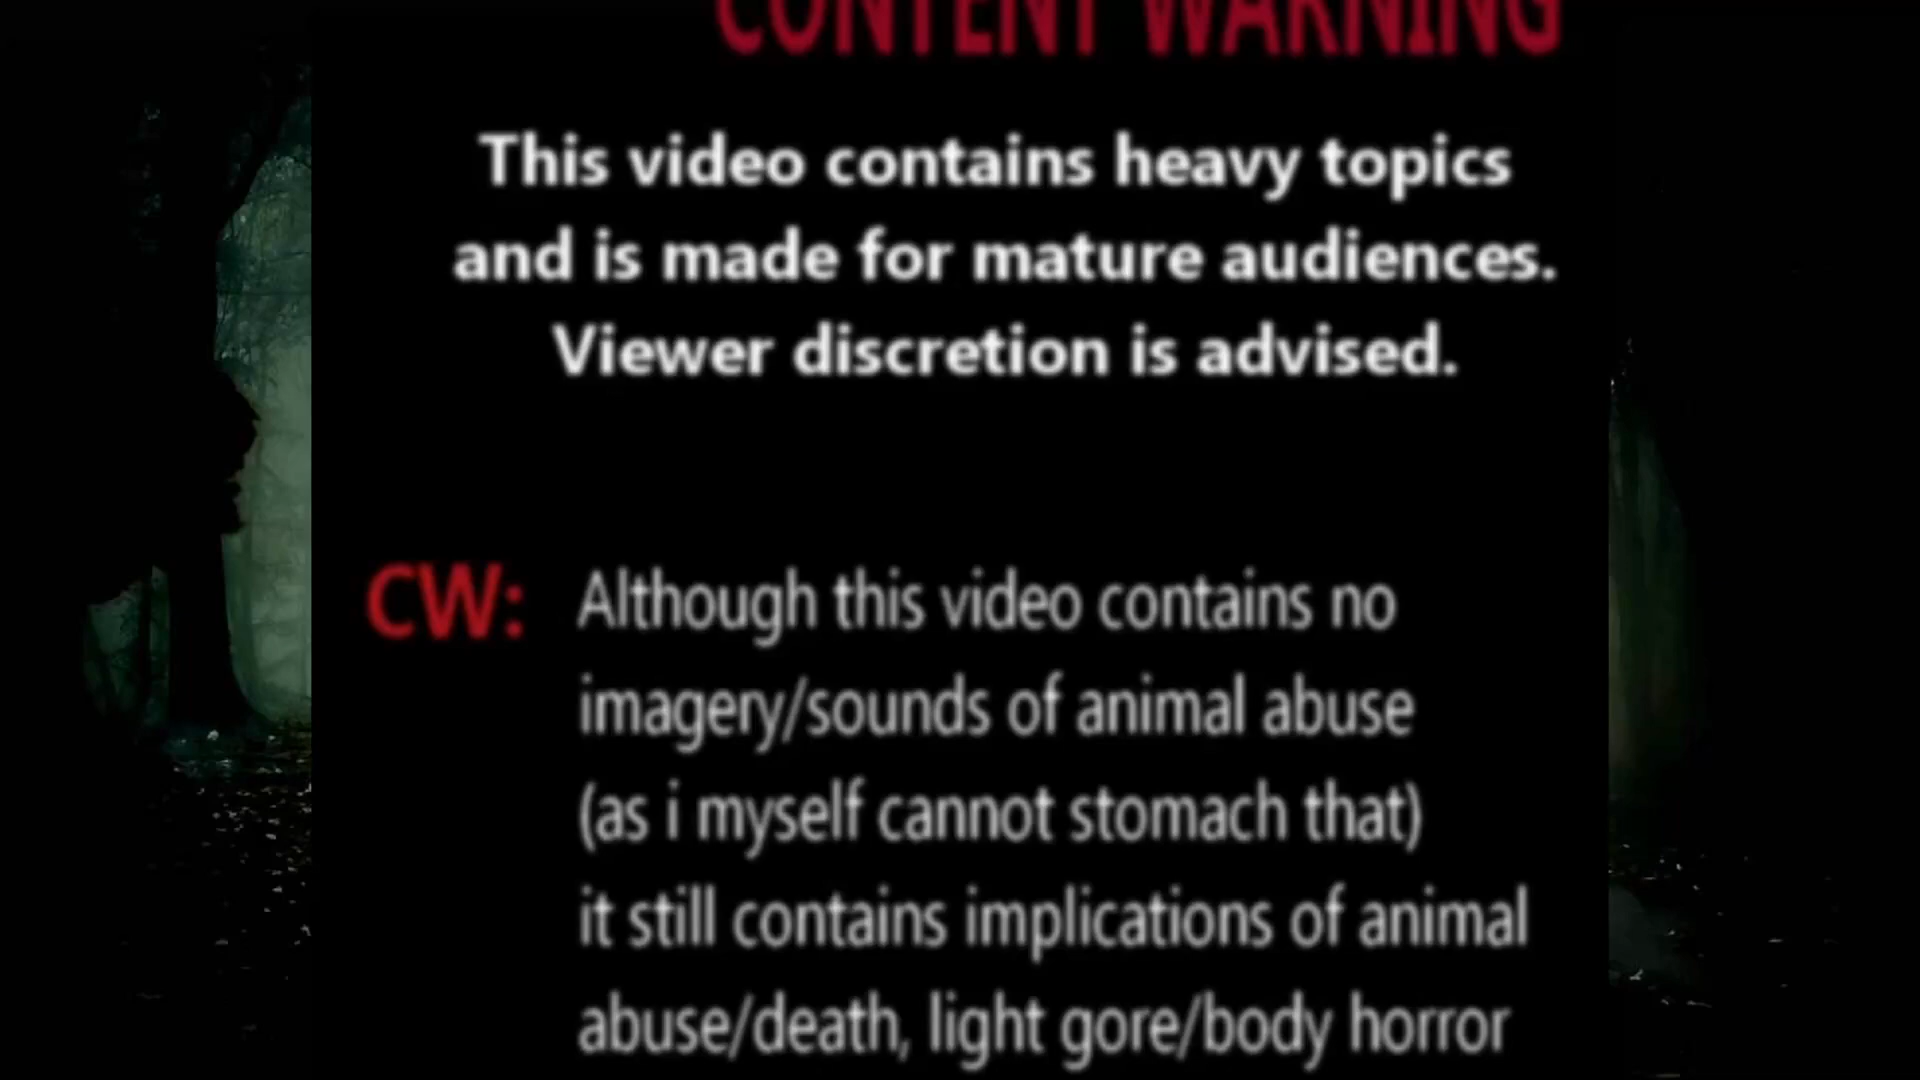 CONTENT WARNING
This video contains heavy topics
and is made for mature audiences.
Viewer discretion is advised.
CW: Although this video contains no
imagery/sounds of animal abuse
(as i myself cannot stomach that)
it still contains implications of animal
abuse/death, light gore/body horror